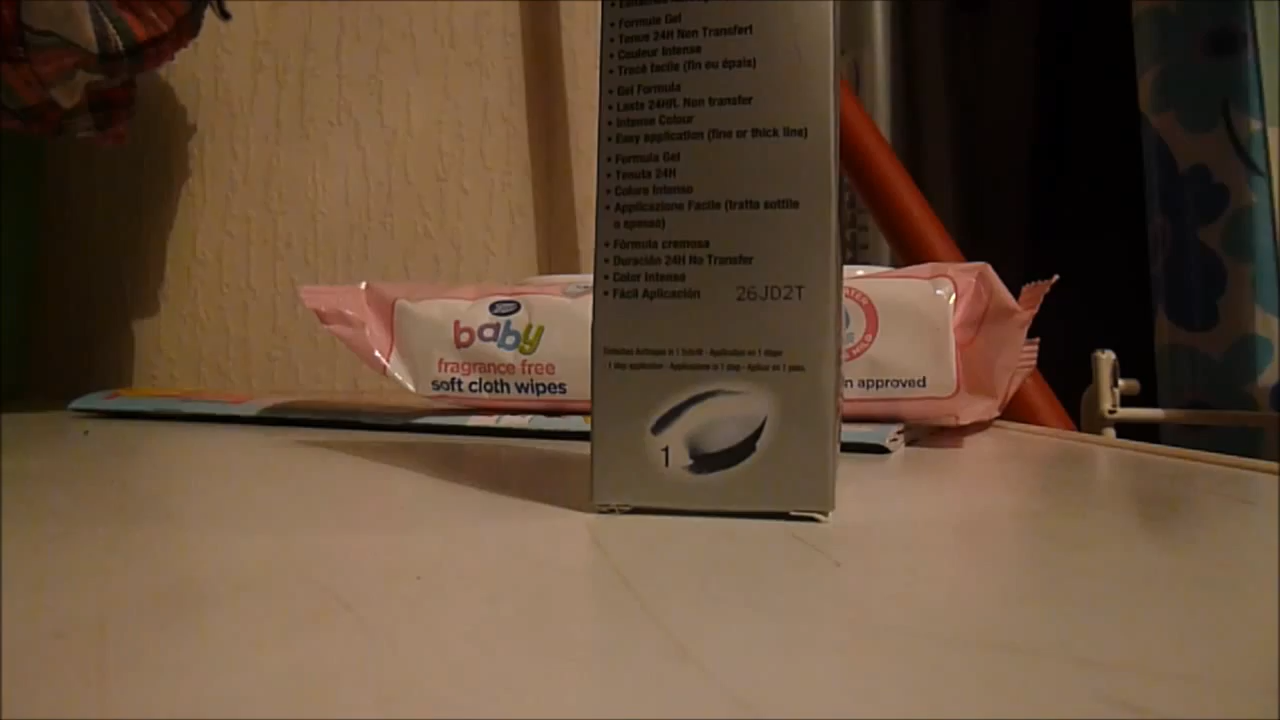 • Formule Gel
• Tenue 24H Non Transfert
• Couleur Intense
• Tracé facile (fin ou épais)
• Gel Formula
• Lasts 24H/L Non transfer
• Intense Colour
• Easy application (fine or thick line)
• Formula Gel
• Tenuta 24H
• Colore Intenso
• Applicazione Facile (tratto sottile
o spesso)
• Fórmula cremosa
• Duración 24H No Transfer
• Color Intenso
• Fácil Aplicación
26JD2T
1
Boots
baby
fragrance free
soft cloth wipes
n approved